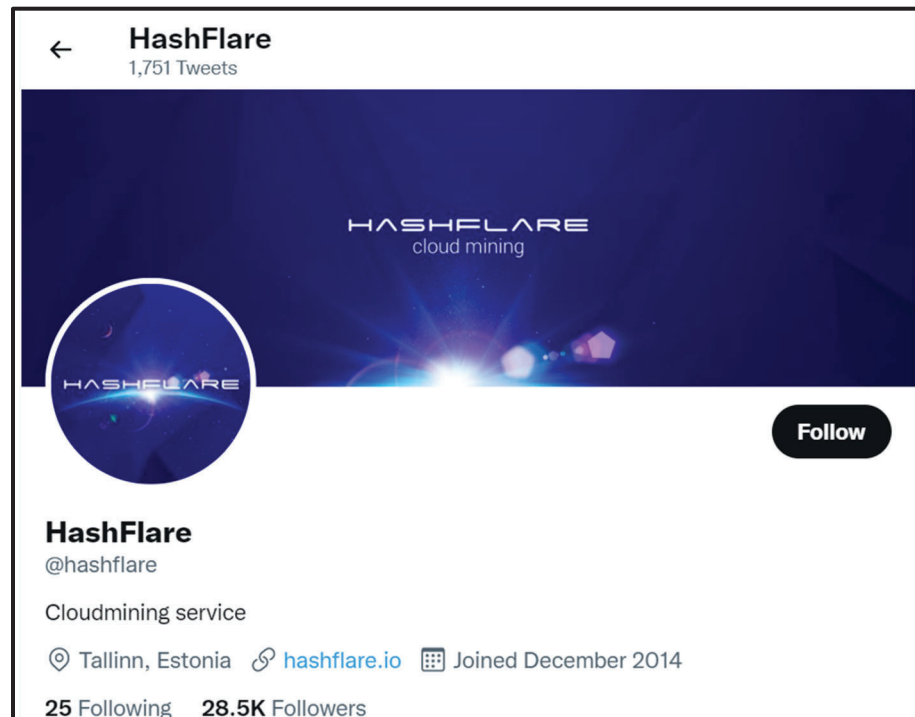 HashFlare
1,751 Tweets
HASHFLARE
cloud mining
HASHFLARE
Follow
HashFlare
@hashflare
Cloudmining service
Tallinn, Estonia hashflare.io Joined December 2014
25 Following 28.5K Followers